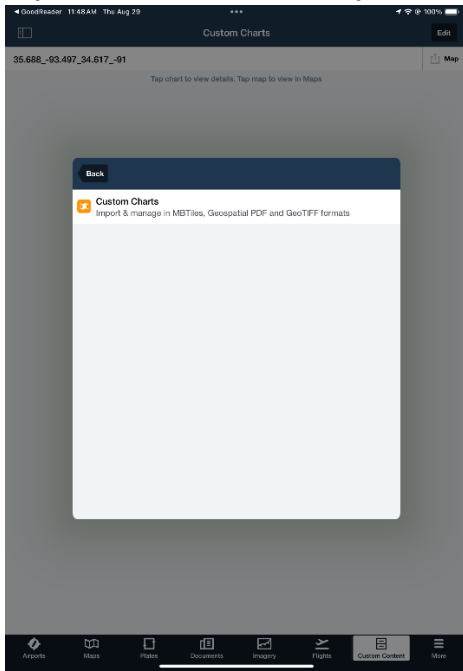 GoodReader 11:48 AM Thu Aug 29
100%
Custom Charts
Edit
35.688_-93.497_34.617_-91
Map
Tap chart to view details. Tap map to view in Maps
Back
Custom Charts
Import & manage in MBTiles, Geospatial PDF and GeoTIFF formats
Airports Maps Plates Documents Imagery Flights Custom Content More